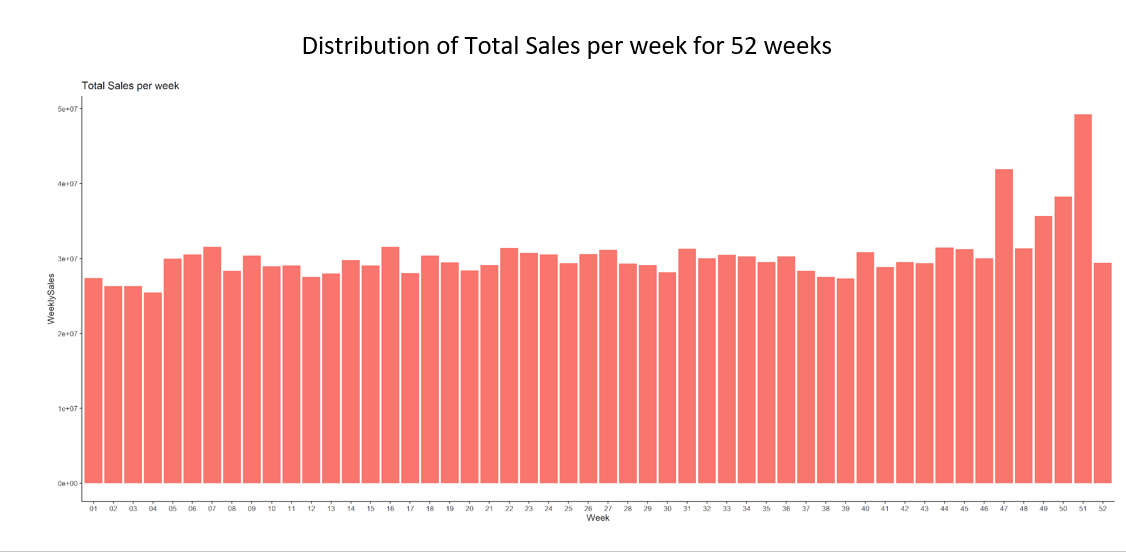 Distribution of Total Sales per week for 52 weeks
Total Sales per week
5e+07
4e+07
3e+07
2e+07
1e+07
0e+00
WeeklySales
01 02 03 04 05 06 07 08 09 10 11 12 13 14 15 16 17 18 19 20 21 22 23 24 25 26 27 28 29 30 31 32 33 34 35 36 37 38 39 40 41 42 43 44 45 46 47 48 49 50 51 52
Week